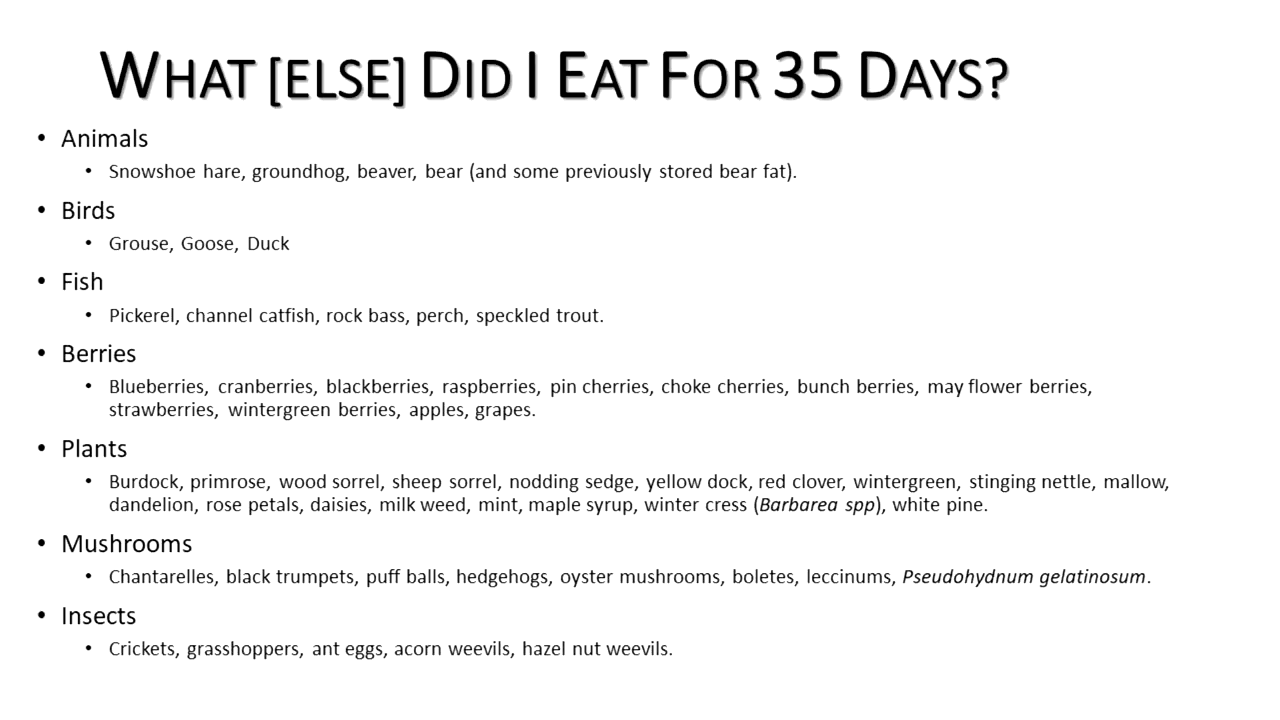 WHAT [ELSE] DID I EAT FOR 35 DAYS?
• Animals
• Snowshoe hare, groundhog, beaver, bear (and some previously stored bear fat).
• Birds
• Grouse, Goose, Duck
• Fish
• Pickerel, channel catfish, rock bass, perch, speckled trout.
• Berries
• Blueberries, cranberries, blackberries, raspberries, pin cherries, choke cherries, bunch berries, may flower berries,
strawberries, wintergreen berries, apples, grapes.
• Plants
• Burdock, primrose, wood sorrel, sheep sorrel, nodding sedge, yellow dock, red clover, wintergreen, stinging nettle, mallow,
dandelion, rose petals, daisies, milk weed, mint, maple syrup, winter cress (Barbarea spp), white pine.
• Mushrooms
• Chantarelles, black trumpets, puff balls, hedgehogs, oyster mushrooms, boletes, leccinums, Pseudohydnum gelatinosum.
• Insects
• Crickets, grasshoppers, ant eggs, acorn weevils, hazel nut weevils.